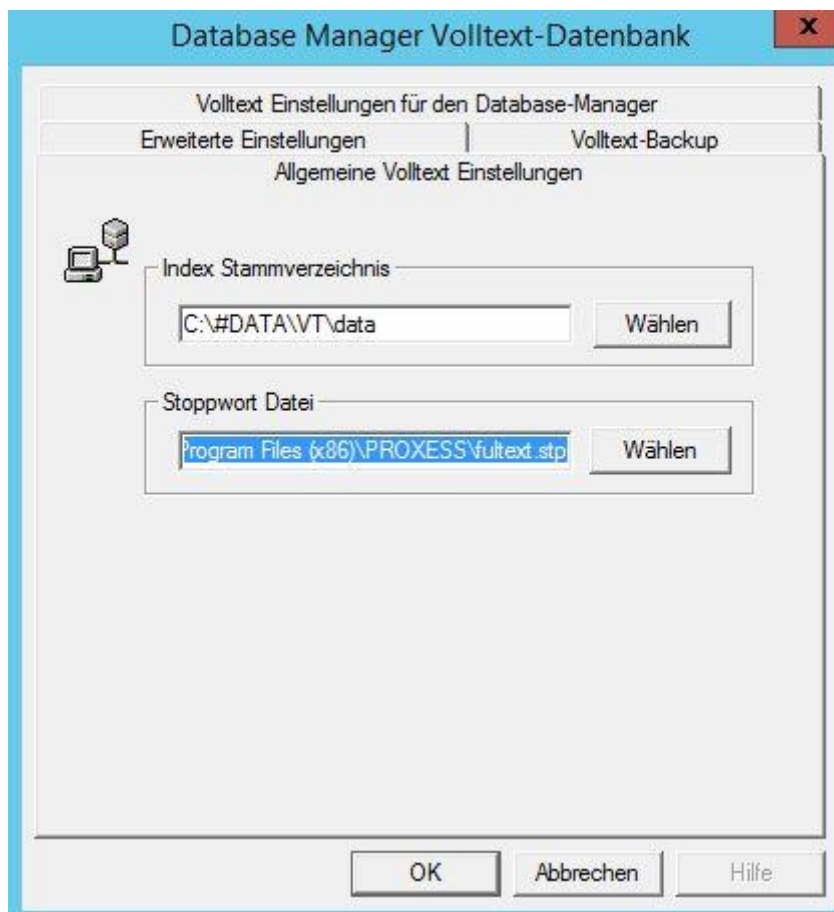 Database Manager Volltext-Datenbank
x
Volltext Einstellungen für den Database-Manager
Erweiterte Einstellungen
Volltext-Backup
Allgemeine Volltext Einstellungen
Index Stammverzeichnis
C:\#DATA\VT\data
Wählen
Stoppwort Datei
Program Files (x86)\PROXESS\fultext.stp
Wählen
OK
Abbrechen
Hilfe